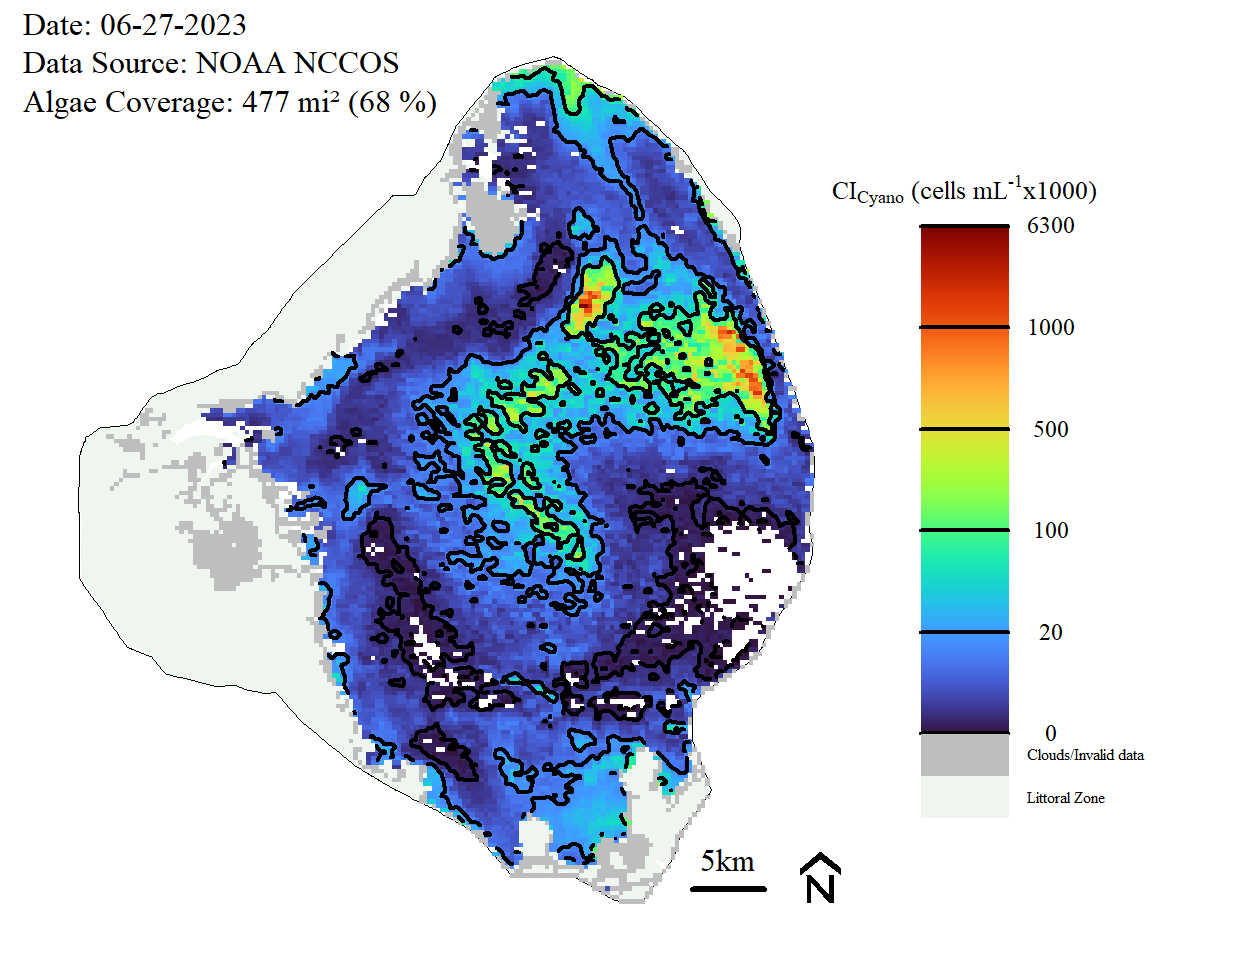 Date: 06-27-2023
Data Source: NOAA NCCOS
Algae Coverage: 477 mi² (68 %)
CICyano (cells mL-1x1000)
6300
1000
500
100
20
0
Clouds/Invalid data
Littoral Zone
5km
N